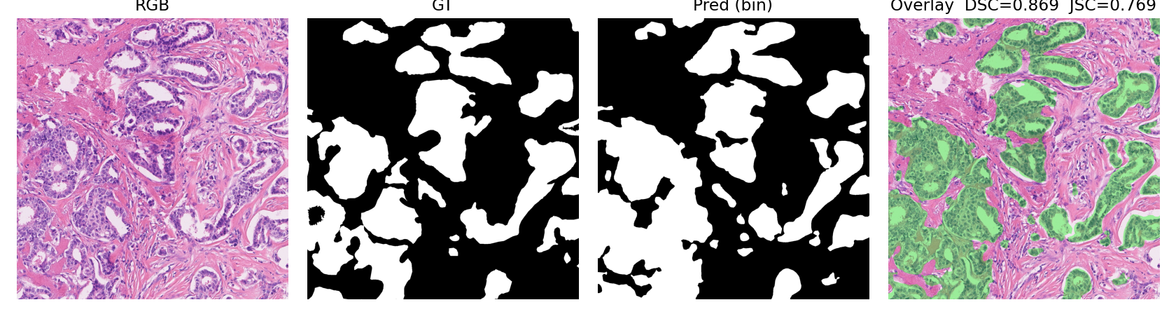 RGB
GT
Pred (bin)
Overlay DSC=0.869 JSC=0.769